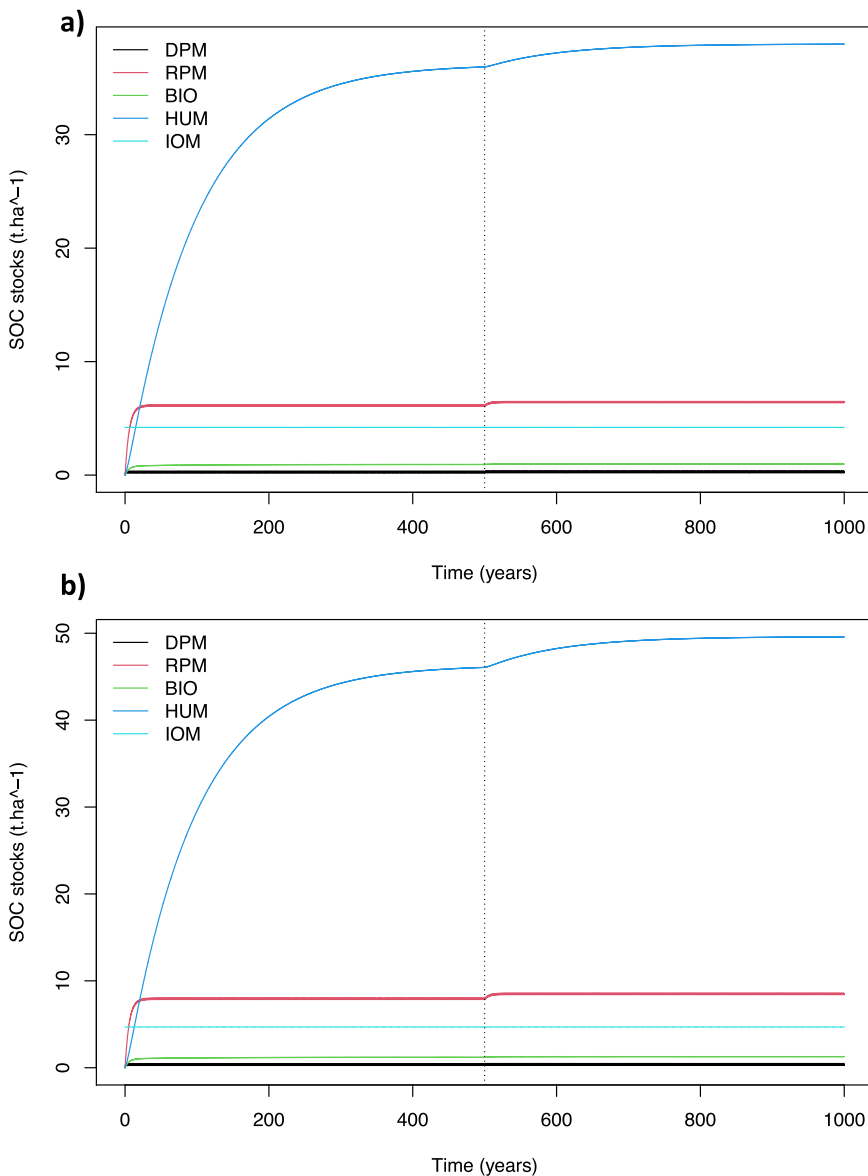 a)
DPM
RPM
BIO
HUM
IOM
SOC stocks (t.ha^−1)
30
20
10
0
0 200 400 600 800 1000
Time (years)
b)
DPM
RPM
BIO
HUM
IOM
SOC stocks (t.ha^−1)
50
40
30
20
10
0
0 200 400 600 800 1000
Time (years)